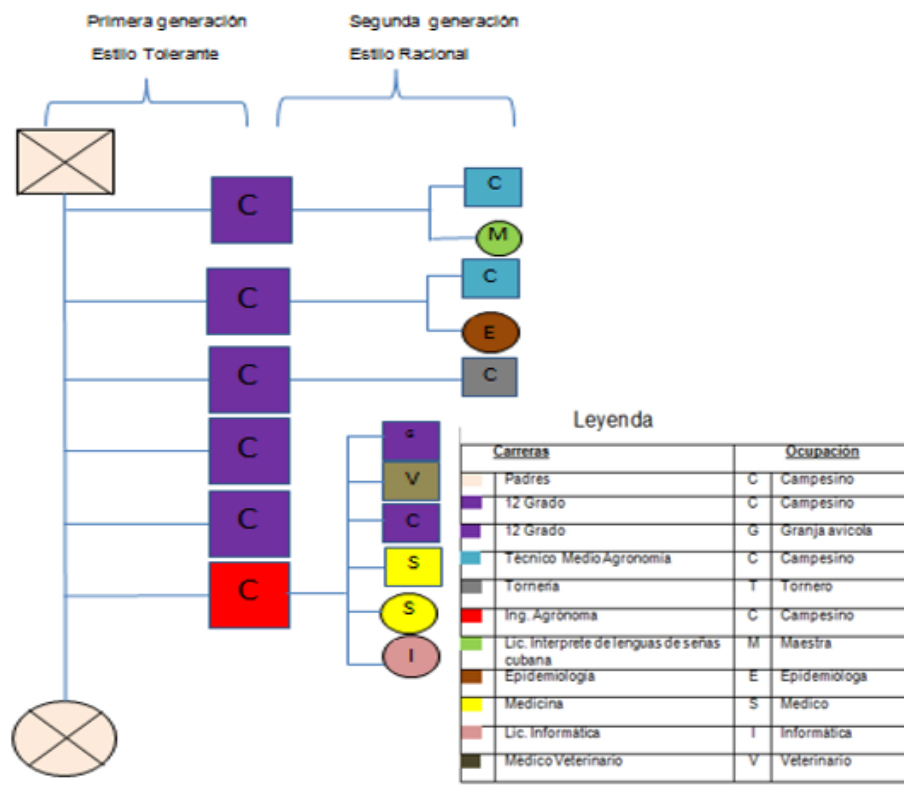 Primera generación Segunda generación
Estilo Tolerante Estilo Racional
C
C
M
C
C
E
C
C
C
C
C
G
V
C
S
S
I
Leyenda
Carreras Ocupación
Padres C Campesino
12 Grado C Campesino
12 Grado G Granja avicola
Técnico Medio Agronomía C Campesino
Tornería T Tornero
Ing. Agrónoma C Campesino
Lic. Interprete de lenguas de señas M Maestra
cubana
Epidemiología E Epidemióloga
Medicina S Medico
Lic. Informática I Informática
Médico Veterinario V Veterinario